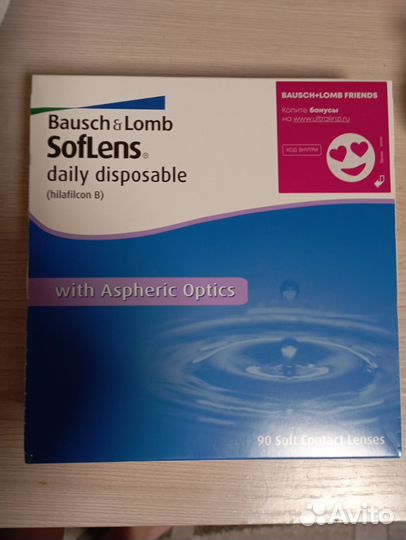 Bausch & Lomb
SofLens®
daily disposable
(hilafilcon B)
BAUSCH+LOMB FRIENDS
Копите бонусы
на www.ultralinzi.ru
КОД ВНУТРИ
with Aspheric Optics
90 Soft Contact Lenses
Avito